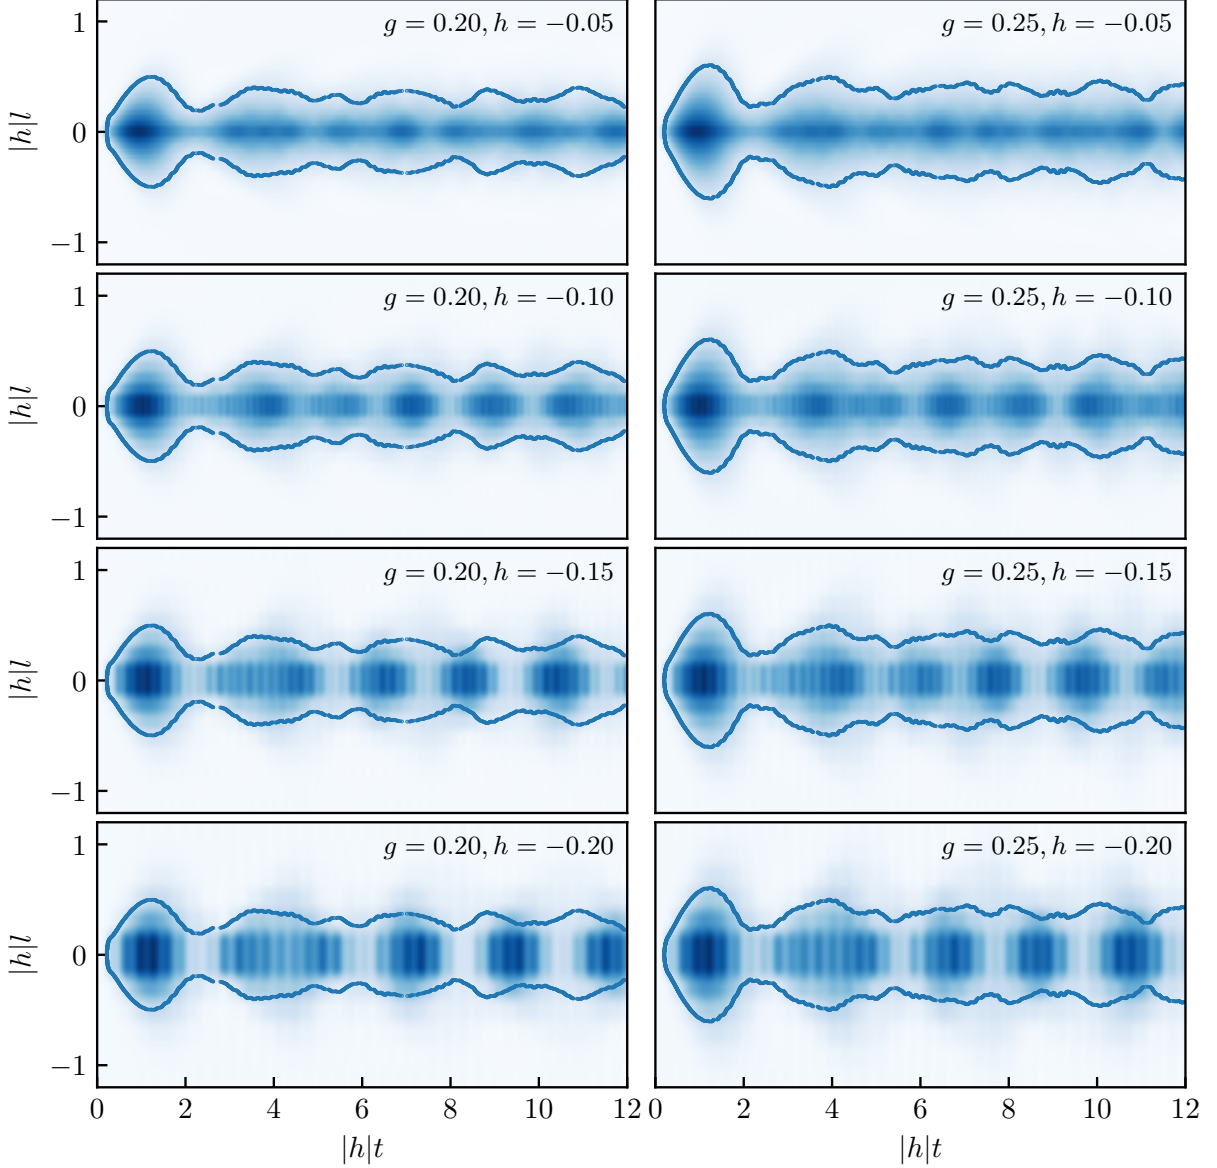 g = 0.20, h = −0.05
g = 0.25, h = −0.05
1
0
−1
|h|l
g = 0.20, h = −0.10
g = 0.25, h = −0.10
1
0
−1
|h|l
g = 0.20, h = −0.15
g = 0.25, h = −0.15
1
0
−1
|h|l
g = 0.20, h = −0.20
g = 0.25, h = −0.20
1
0
−1
|h|l
0 2 4 6 8 10 12 0 2 4 6 8 10 12
|h|t |h|t